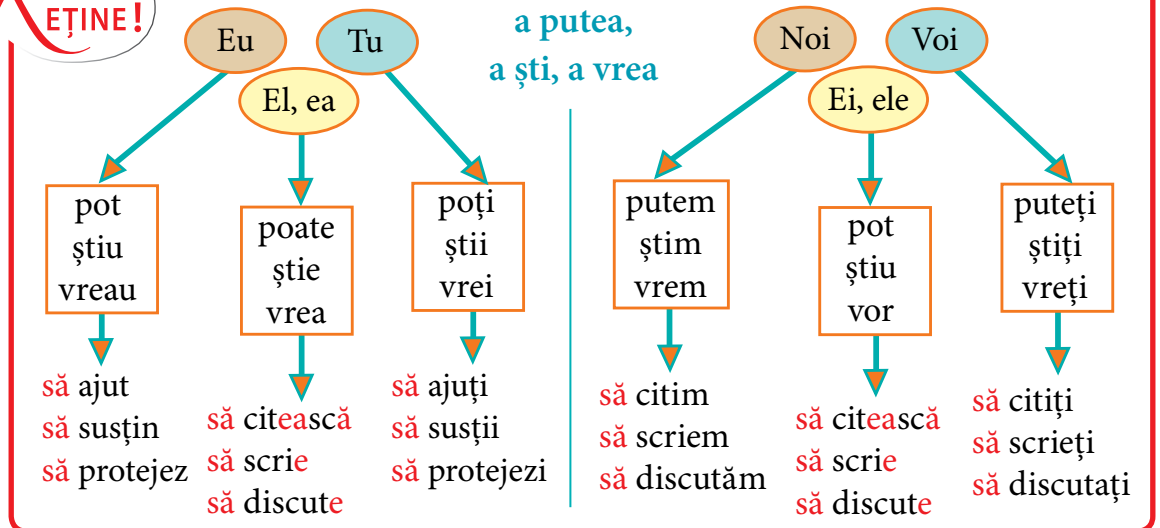 EȚINE!
a putea,
a ști, a vrea
Eu
Tu
El, ea
pot
știu
vreau
poate
știe
vrea
poți
știi
vrei
să ajut
să susțin
să protejez
să citească
să scrie
să discute
să ajuți
să susții
să protejezi
Noi
Voi
Ei, ele
putem
știm
vrem
pot
știu
vor
puteți
știți
vreți
să citim
să scriem
să discutăm
să citească
să scrie
să discute
să citiți
să scrieți
să discutați